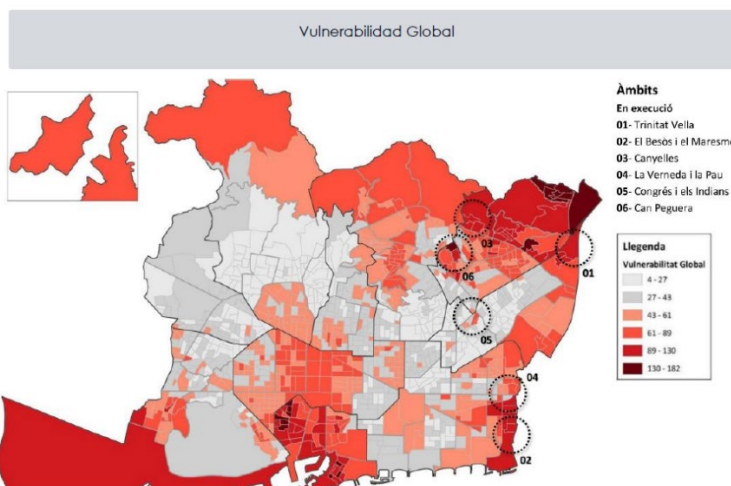 Vulnerabilidad Global
Àmbits
En execució
01- Trinitat Vella
02- El Besòs i el Maresme
03- Canyelles
04- La Verneda i la Pau
05- Congrés i els Indians
06- Can Peguera
Llegenda
Vulnerabilitat Global
4 - 27
27 - 43
43 - 61
61 - 89
89 - 130
130 - 182
03
06
01
05
04
02